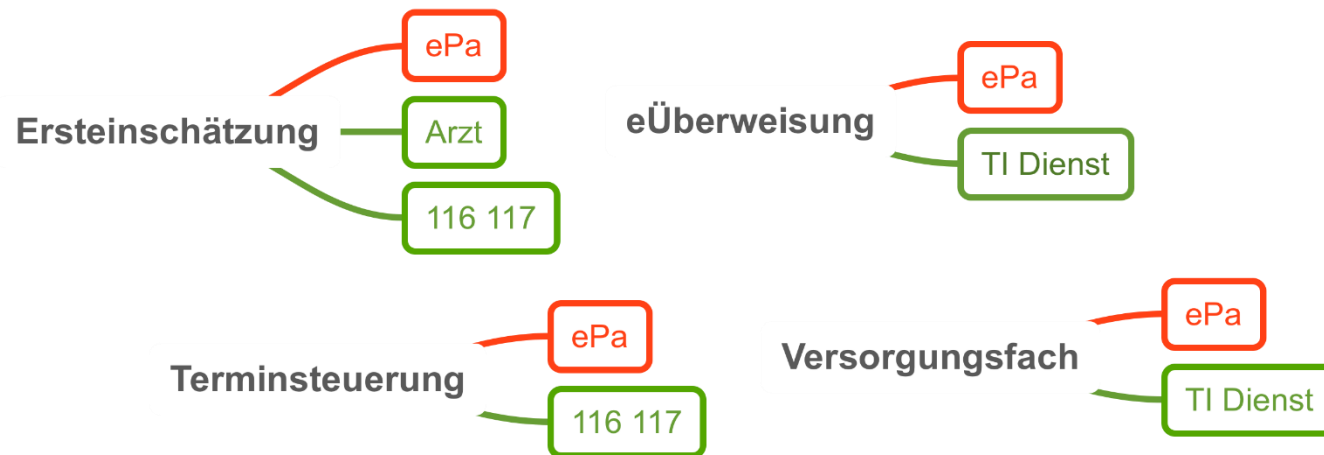 Ersteinschätzung
ePa
Arzt
116 117
eÜberweisung
ePa
TI Dienst
Terminsteuerung
ePa
116 117
Versorgungsfach
ePa
TI Dienst